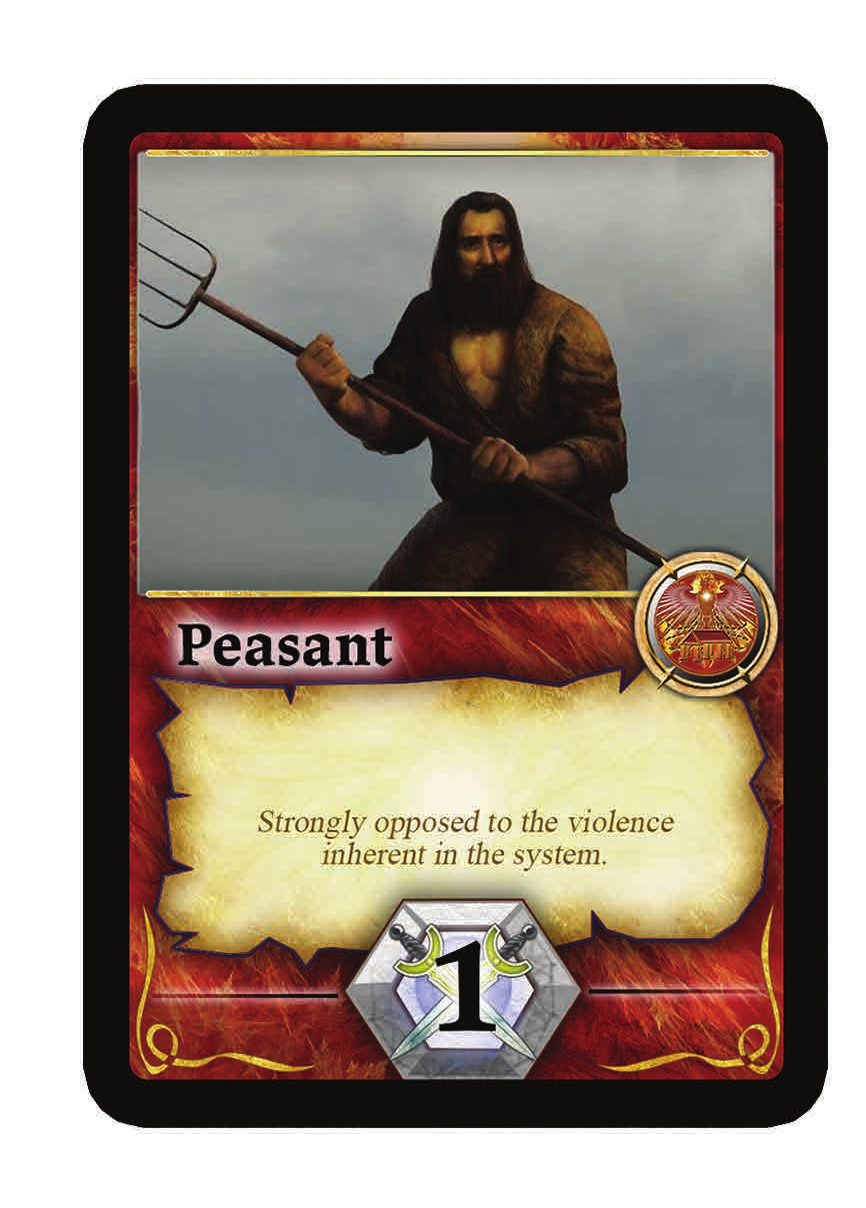 Peasant
Strongly opposed to the violence
inherent in the system.
1